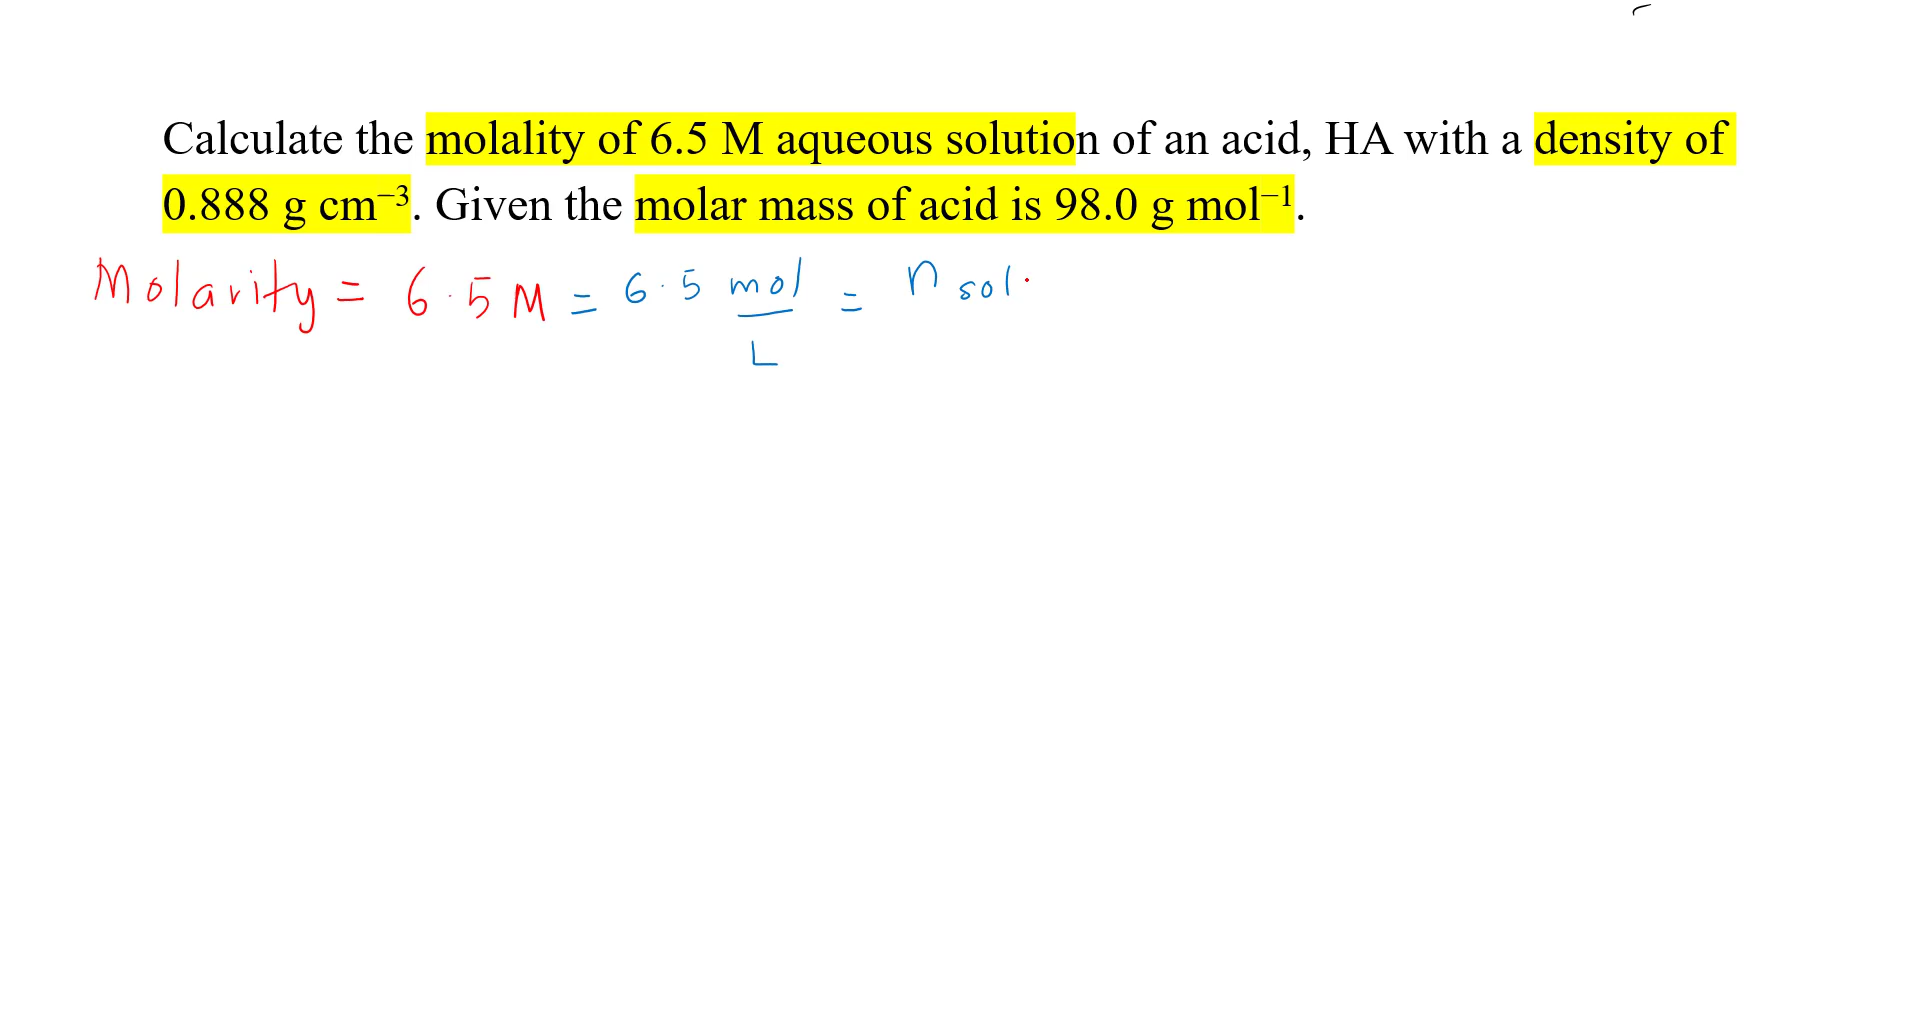 Calculate the molality of 6.5 M aqueous solution of an acid, HA with a density of
0.888 g cm⁻³. Given the molar mass of acid is 98.0 g mol⁻¹.
Molarity = 6.5 M = 6.5 mol = n sol
L